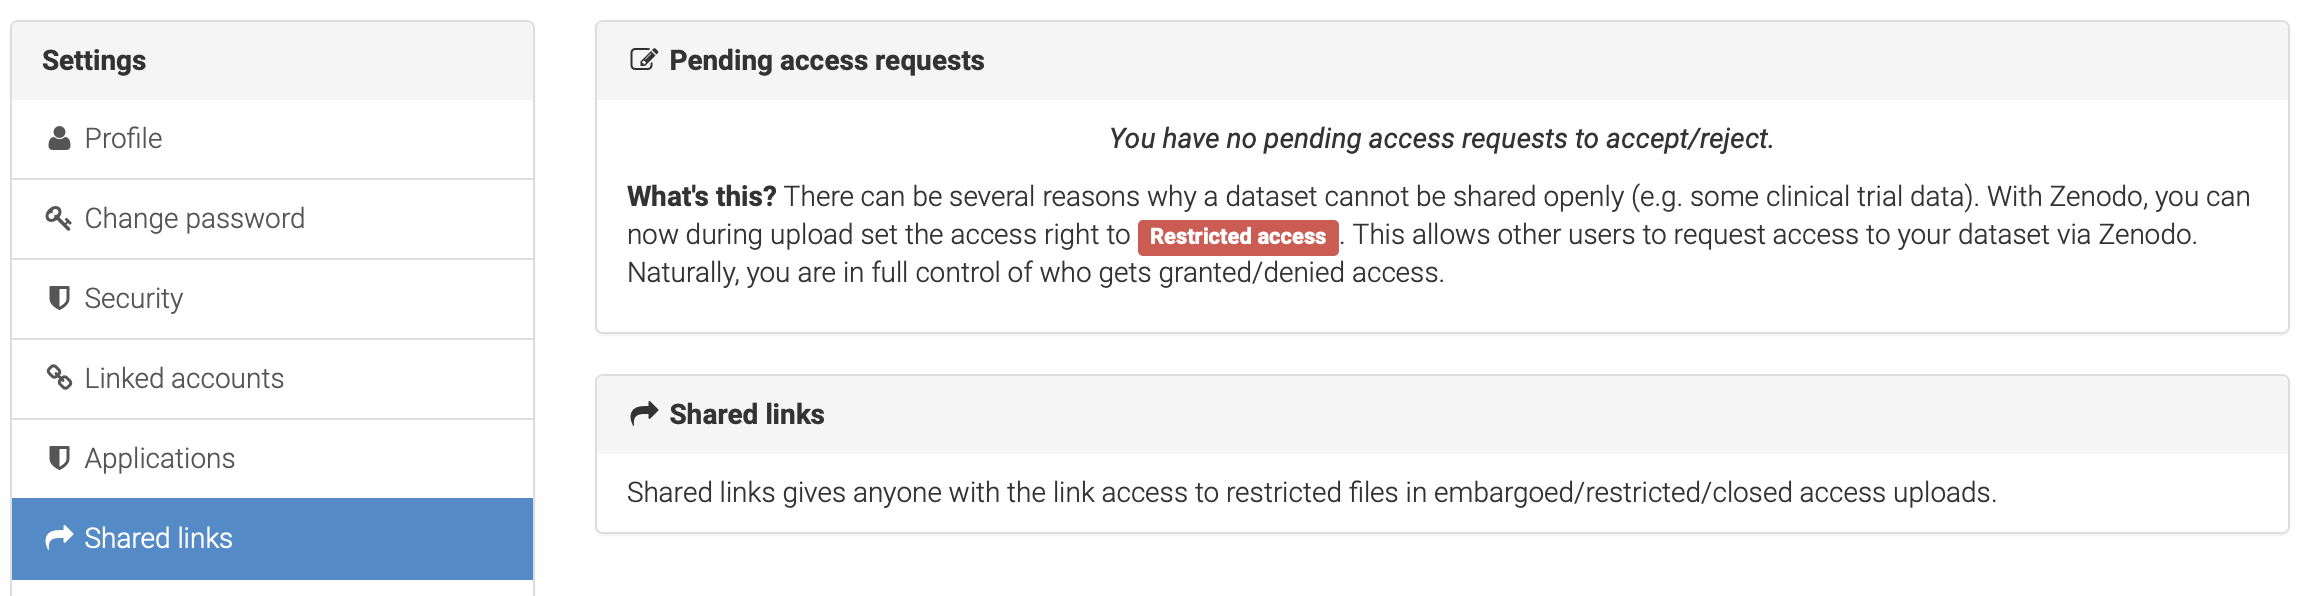 Settings
Profile
Change password
Security
Linked accounts
Applications
Shared links
Pending access requests
You have no pending access requests to accept/reject.
What's this? There can be several reasons why a dataset cannot be shared openly (e.g. some clinical trial data). With Zenodo, you can
now during upload set the access right to Restricted access. This allows other users to request access to your dataset via Zenodo.
Naturally, you are in full control of who gets granted/denied access.
Shared links
Shared links gives anyone with the link access to restricted files in embargoed/restricted/closed access uploads.